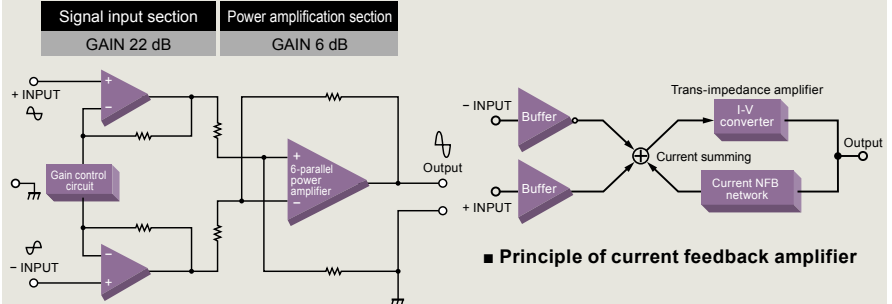 Signal input section
Power amplification section
GAIN 22 dB
GAIN 6 dB
+ INPUT
+
−
Gain control
circuit
−
+
− INPUT
+
6-parallel
power
amplifier
−
Output
− INPUT
Buffer
Buffer
+ INPUT
Trans-impedance amplifier
I-V
converter
Current summing
Current NFB
network
Output
■ Principle of current feedback amplifier